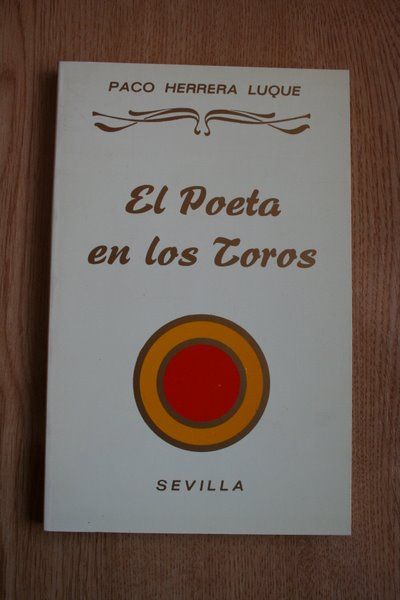 PACO HERRERA LUQUE
El Poeta
en los Toros
SEVILLA